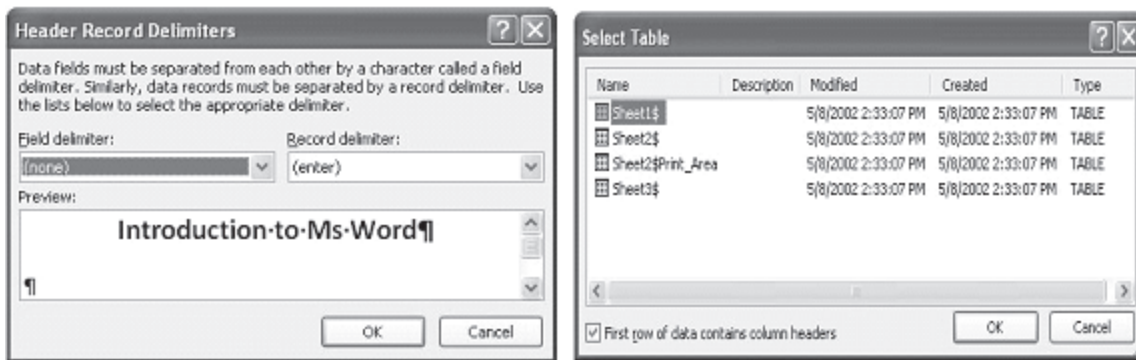 Header Record Delimiters
Data fields must be separated from each other by a character called a field
delimiter. Similarly, data records must be separated by a record delimiter. Use
the lists below to select the appropriate delimiter.
Field delimiter: Record delimiter:
(none) (enter)
Preview:
Introduction·to·Ms·Word¶
¶
OK Cancel
Select Table
Name Description Modified Created Type
Sheet1$ 5/8/2002 2:33:07 PM 5/8/2002 2:33:07 PM TABLE
Sheet2$ 5/8/2002 2:33:07 PM 5/8/2002 2:33:07 PM TABLE
Sheet2$Print_Area 5/8/2002 2:33:07 PM 5/8/2002 2:33:07 PM TABLE
Sheet3$ 5/8/2002 2:33:07 PM 5/8/2002 2:33:07 PM TABLE
First row of data contains column headers
OK Cancel